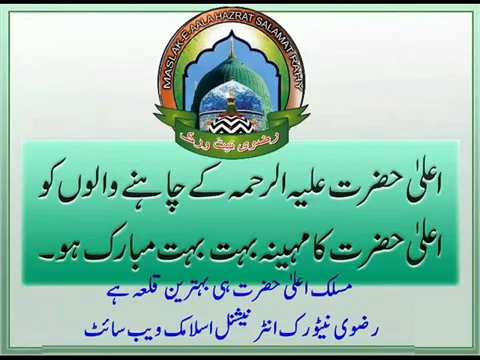 MASLAK-E-AALA HAZRAT SALAMAT RAHY
رضوی نیٹ ورک
اعلیٰ حضرت علیہ الرحمہ کے چاہنے والوں کو
اعلیٰ حضرت کا مہینہ بہت بہت مبارک ہو۔
مسلک اعلیٰ حضرت ہی بہترین قلعہ ہے
رضوی نیٹورک انٹرنیشنل اسلامک ویب سائٹ